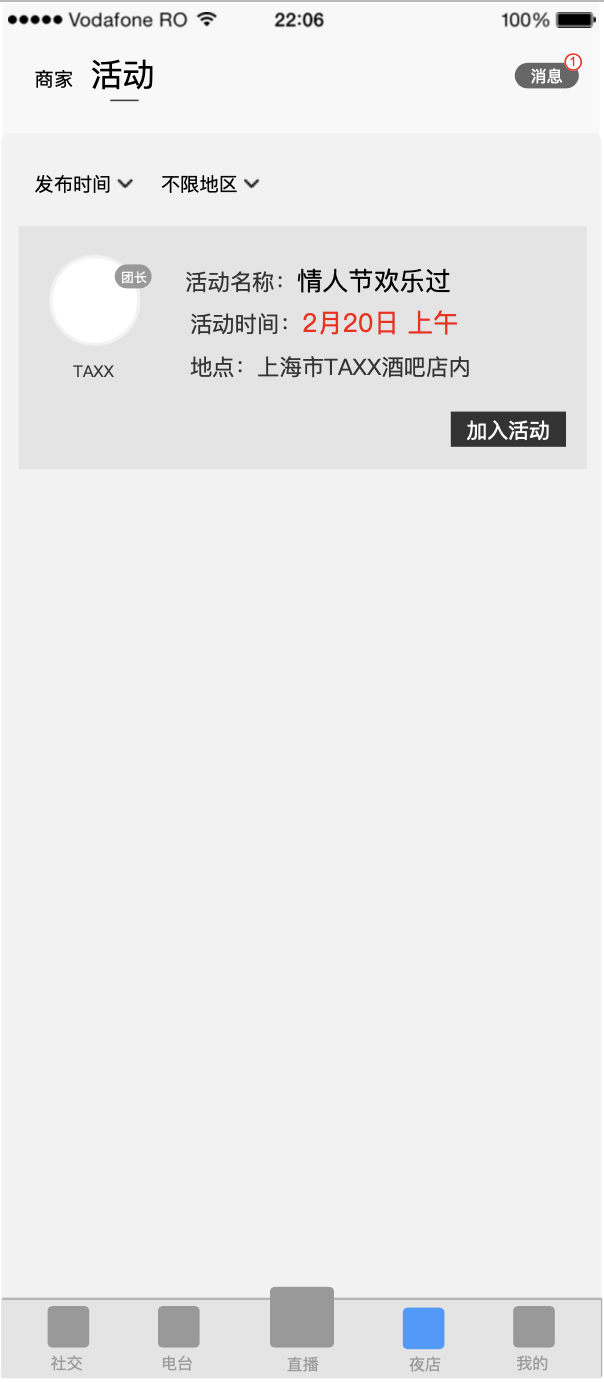 Vodafone RO 22:06 100%
商家 活动 消息 1
发布时间 不限地区
团长
活动名称：情人节欢乐过
活动时间：2月20日 上午
地点：上海市TAXX酒吧店内
TAXX
加入活动
社交 电台 直播 夜店 我的